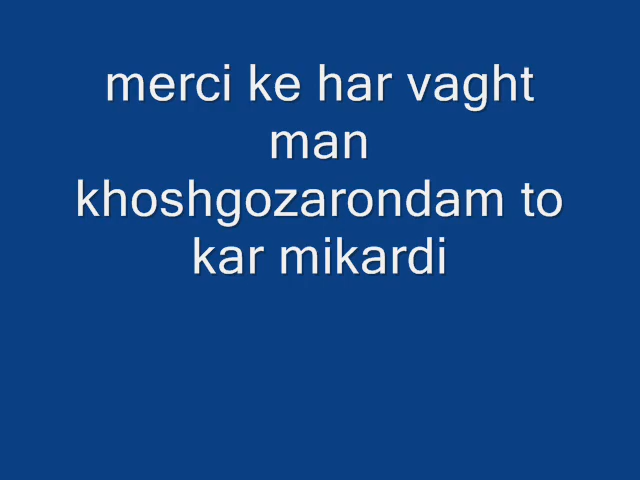 merci ke har vaght
man
khoshgozarondam to
kar mikardi